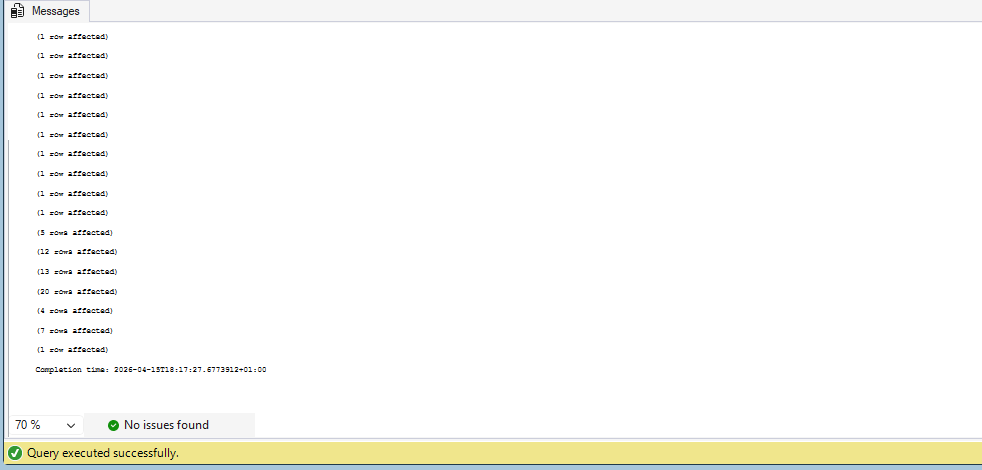 Messages
(1 row affected)
(1 row affected)
(1 row affected)
(1 row affected)
(1 row affected)
(1 row affected)
(1 row affected)
(1 row affected)
(1 row affected)
(1 row affected)
(5 rows affected)
(12 rows affected)
(13 rows affected)
(20 rows affected)
(4 rows affected)
(7 rows affected)
(1 row affected)
Completion time: 2026-04-15T18:17:27.6773912+01:00
70 %
No issues found
Query executed successfully.